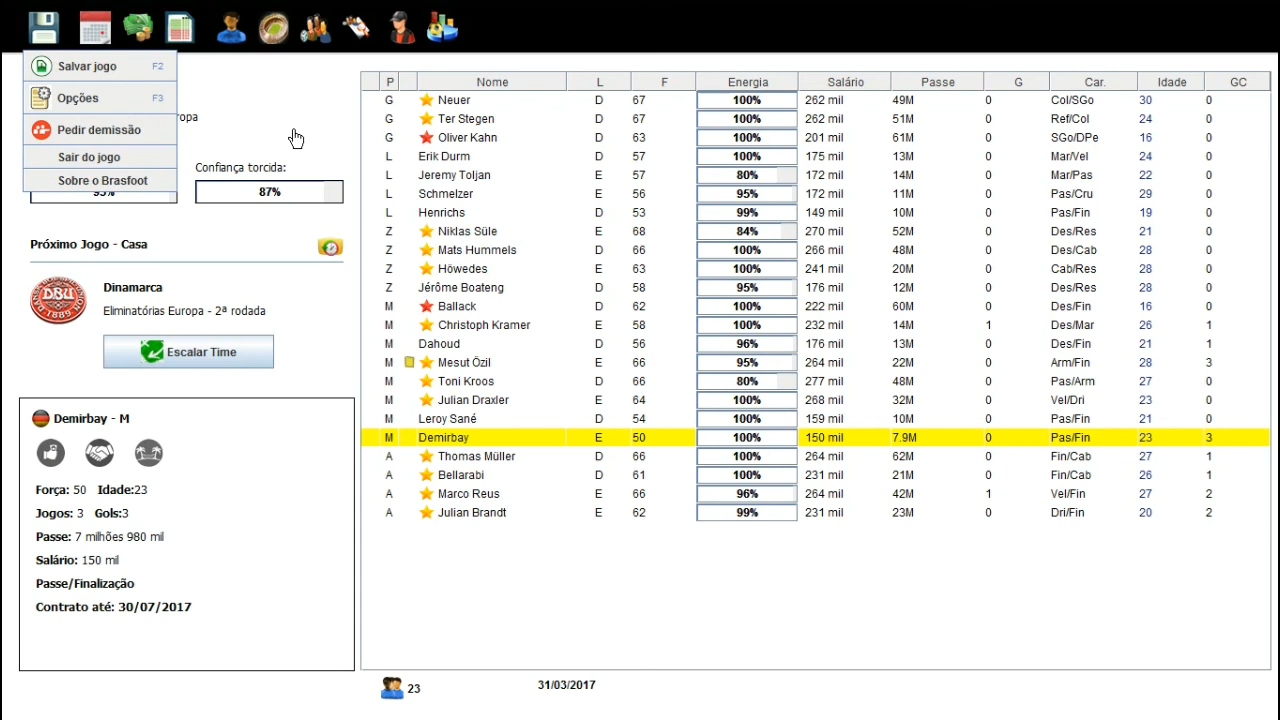 Salvar jogo F2
Opções F3
Pedir demissão
Sair do jogo
Sobre o Brasfoot
ropa
Confiança torcida:
93% 87%
Próximo Jogo - Casa
Dinamarca
Eliminatórias Europa - 2ª rodada
DBU
1889
Escalar Time
Demirbay - M
Força: 50 Idade:23
Jogos: 3 Gols:3
Passe: 7 milhões 980 mil
Salário: 150 mil
Passe/Finalização
Contrato até: 30/07/2017
P Nome L F Energia Salário Passe G Car. Idade GC
G Neuer D 67 100% 262 mil 49M 0 Col/SGo 30 0
G Ter Stegen D 67 100% 262 mil 51M 0 Ref/Col 24 0
G Oliver Kahn D 63 100% 201 mil 61M 0 SGo/DPe 16 0
L Erik Durm D 57 100% 175 mil 13M 0 Mar/Vel 24 0
L Jeremy Toljan E 57 80% 172 mil 14M 0 Mar/Pas 22 0
L Schmelzer E 56 95% 172 mil 11M 0 Pas/Cru 29 0
L Henrichs D 53 99% 149 mil 10M 0 Pas/Fin 19 0
Z Niklas Süle E 68 84% 270 mil 52M 0 Des/Res 21 0
Z Mats Hummels D 66 100% 266 mil 48M 0 Des/Cab 28 0
Z Höwedes E 63 100% 241 mil 20M 0 Cab/Res 28 0
Z Jérôme Boateng D 58 95% 176 mil 12M 0 Des/Res 28 0
M Ballack D 62 100% 222 mil 60M 0 Des/Fin 16 0
M Christoph Kramer E 58 100% 232 mil 14M 1 Des/Mar 26 1
M Dahoud D 56 96% 176 mil 13M 0 Des/Fin 21 1
M Mesut Özil E 66 95% 264 mil 22M 0 Arm/Fin 28 3
M Toni Kroos D 66 80% 277 mil 48M 0 Pas/Arm 27 0
M Julian Draxler E 64 100% 268 mil 32M 0 Vel/Dri 23 0
M Leroy Sané D 54 100% 159 mil 10M 0 Pas/Fin 21 0
M Demirbay E 50 100% 150 mil 7.9M 0 Pas/Fin 23 3
A Thomas Müller D 66 100% 264 mil 62M 0 Fin/Cab 27 1
A Bellarabi D 61 100% 231 mil 21M 0 Pas/Fin 26 1
A Marco Reus E 66 96% 264 mil 42M 1 Vel/Fin 27 2
A Julian Brandt E 62 99% 231 mil 23M 0 Dri/Fin 20 2
23 31/03/2017